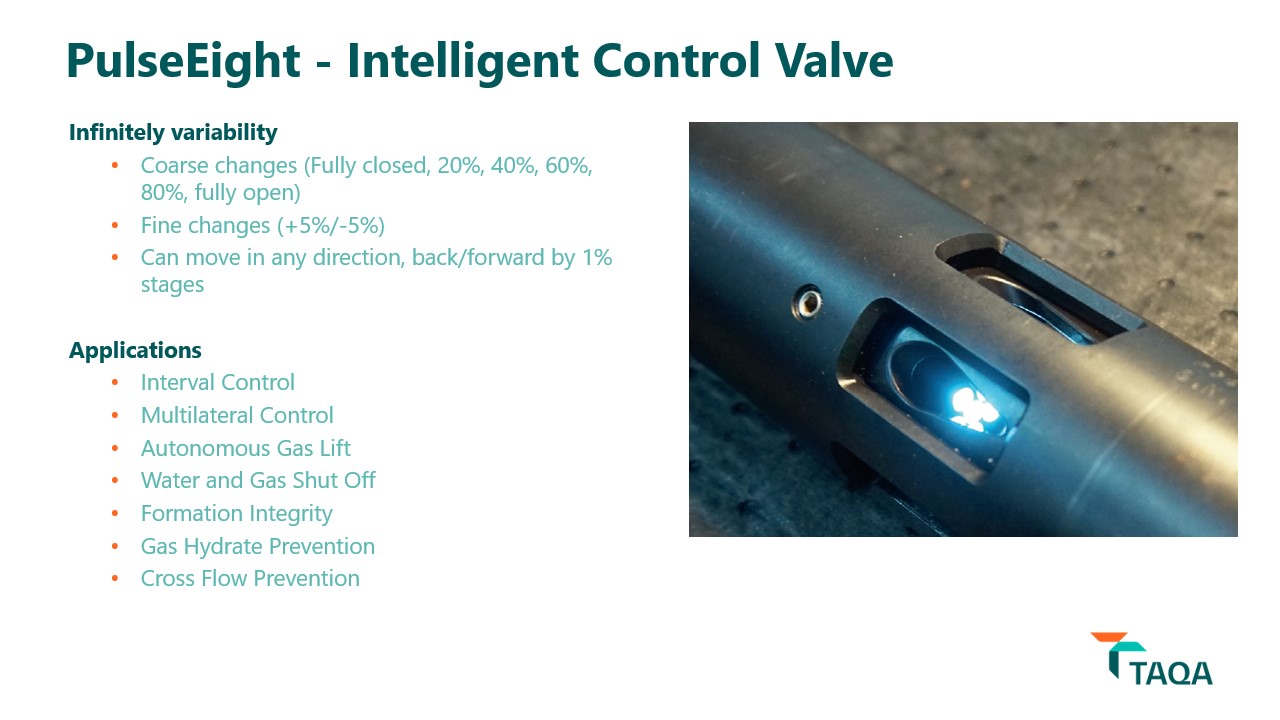 PulseEight - Intelligent Control Valve
Infinitely variability
• Coarse changes (Fully closed, 20%, 40%, 60%,
80%, fully open)
• Fine changes (+5%/-5%)
• Can move in any direction, back/forward by 1%
stages
Applications
• Interval Control
• Multilateral Control
• Autonomous Gas Lift
• Water and Gas Shut Off
• Formation Integrity
• Gas Hydrate Prevention
• Cross Flow Prevention
TAQA